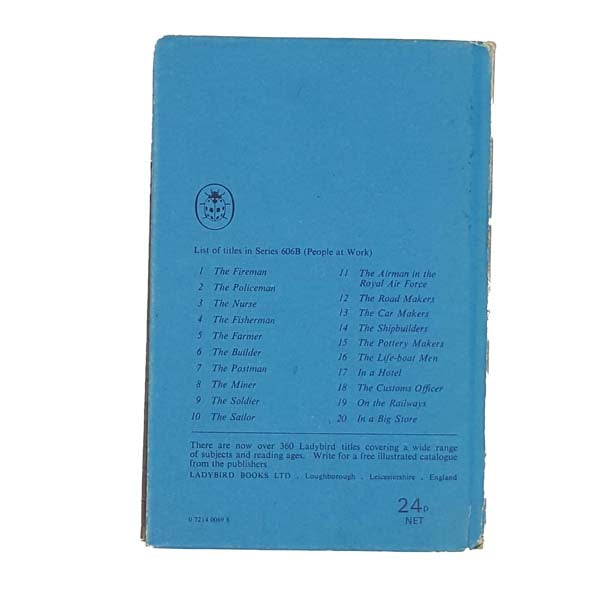 List of titles in Series 606B (People at Work)
1 The Fireman
2 The Policeman
3 The Nurse
4 The Fisherman
5 The Farmer
6 The Builder
7 The Postman
8 The Miner
9 The Soldier
10 The Sailor
11 The Airman in the
Royal Air Force
12 The Road Makers
13 The Car Makers
14 The Shipbuilders
15 The Pottery Makers
16 The Life-boat Men
17 In a Hotel
18 The Customs Officer
19 On the Railways
20 In a Big Store
There are now over 360 Ladybird titles covering a wide range
of subjects and reading ages. Write for a free illustrated catalogue
from the publishers
LADYBIRD BOOKS LTD . Loughborough . Leicestershire . England
24p
NET
0 7214 0069 8